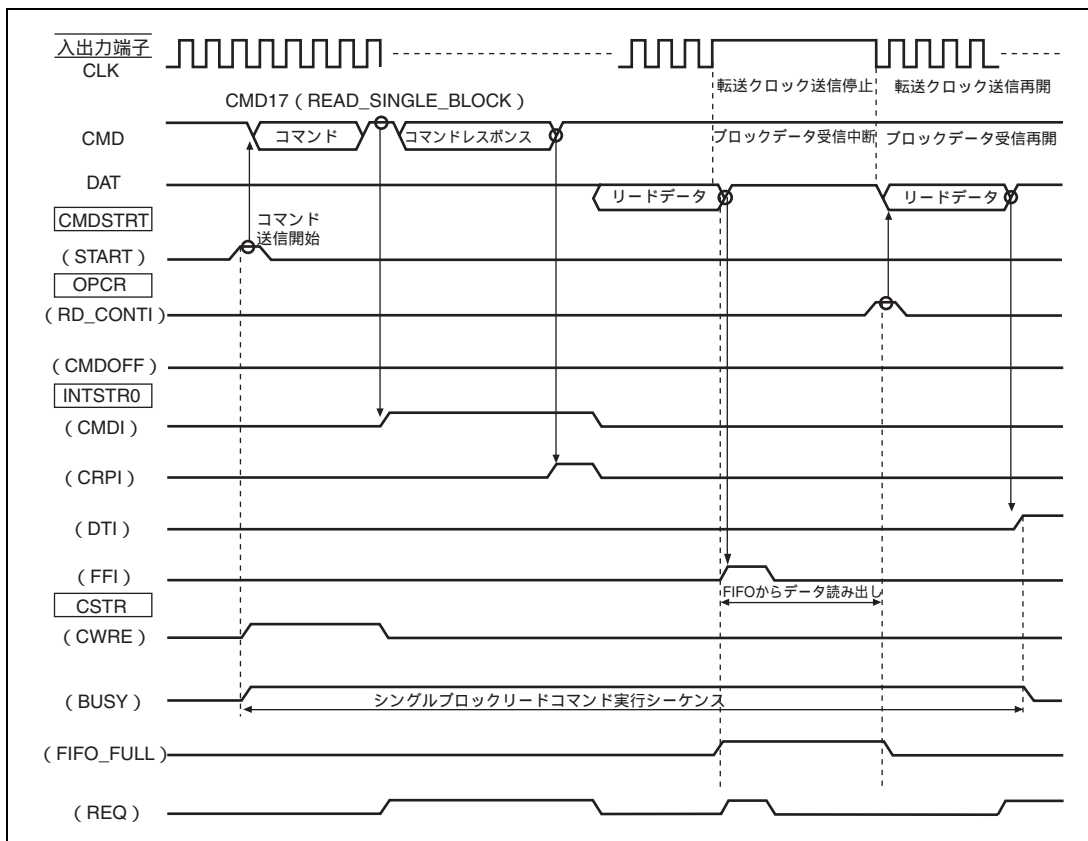 入出力端子
CLK
転送クロック送信停止
転送クロック送信再開
CMD17（READ_SINGLE_BLOCK）
CMD
コマンド
コマンドレスポンス
ブロックデータ受信中断
ブロックデータ受信再開
DAT
リードデータ
リードデータ
CMDSTRT
コマンド
送信開始
（START）
OPCR
（RD_CONTI）
（CMDOFF）
INTSTR0
（CMDI）
（CRPI）
（DTI）
（FFI）
FIFOからデータ読み出し
CSTR
（CWRE）
（BUSY）
シングルブロックリードコマンド実行シーケンス
（FIFO_FULL）
（REQ）